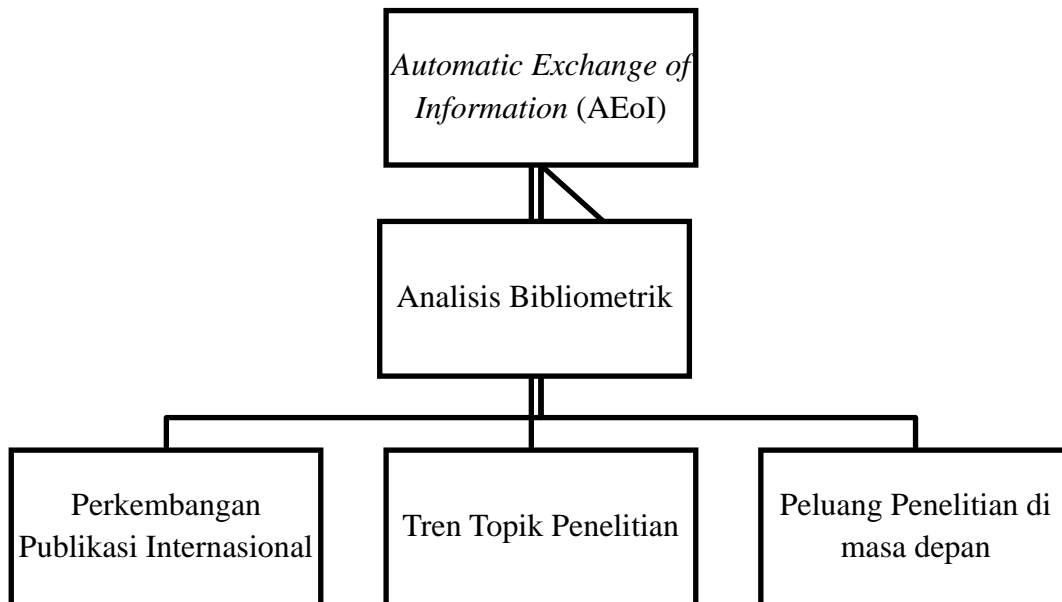 Automatic Exchange of
Information (AEoI)
Analisis Bibliometrik
Perkembangan
Publikasi Internasional
Tren Topik Penelitian
Peluang Penelitian di
masa depan